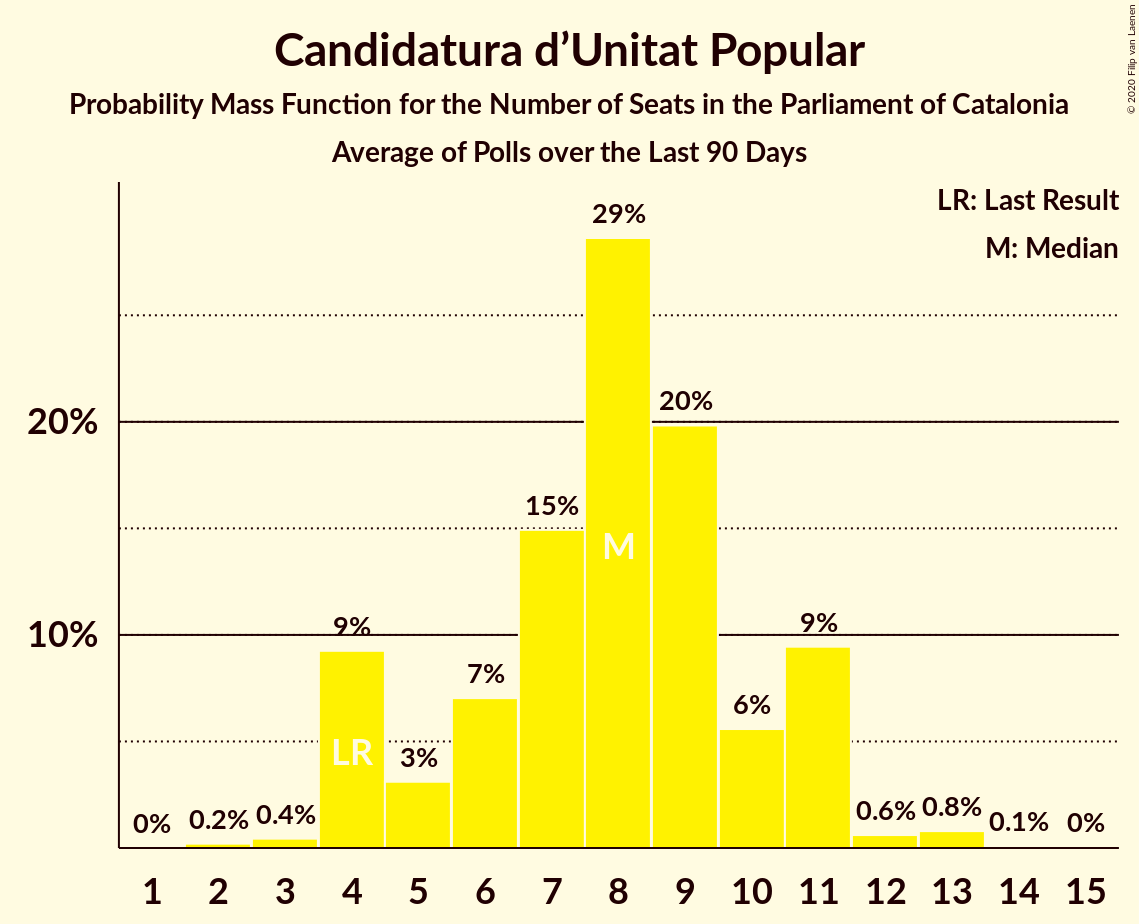 Candidatura d’Unitat Popular
Probability Mass Function for the Number of Seats in the Parliament of Catalonia
Average of Polls over the Last 90 Days
© 2020 Filip van Laenen
LR: Last Result
M: Median
29%
20%
20%
15%
M
10%
9%
9%
7%
6%
LR
3%
0%
0.2%
0.4%
0.6%
0.8%
0.1%
0%
1 2 3 4 5 6 7 8 9 10 11 12 13 14 15